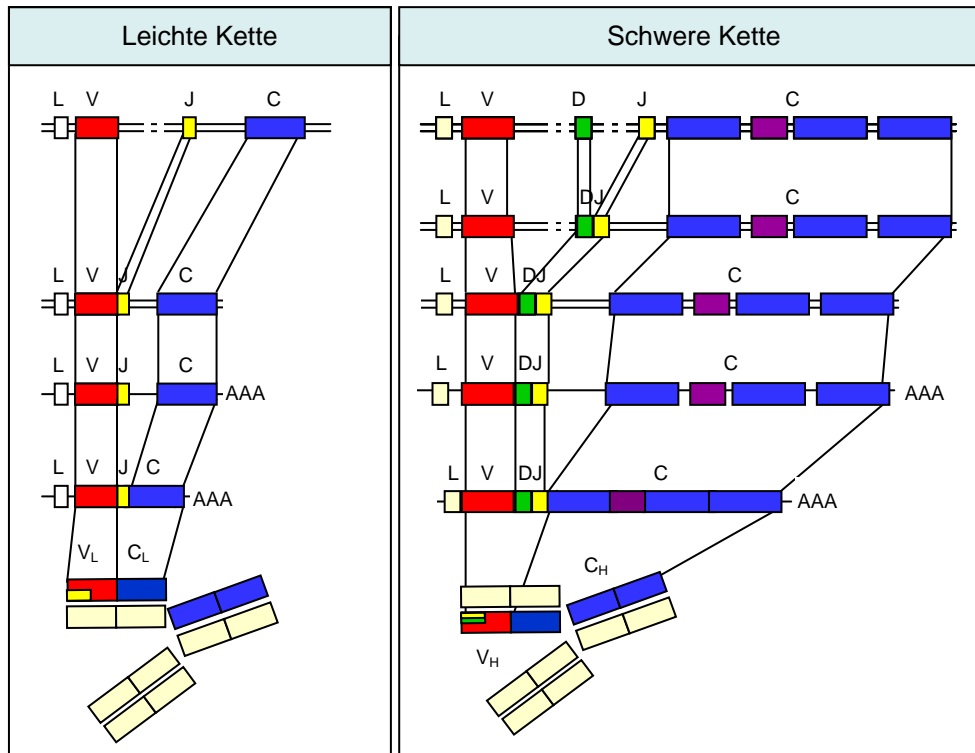 Leichte Kette
L V J C
L V J C
L V J C AAA
L V J C AAA
VL CL
Schwere Kette
L V D J C
L V DJ C
L V DJ C
L V DJ C AAA
L V DJ C AAA
CH
VH